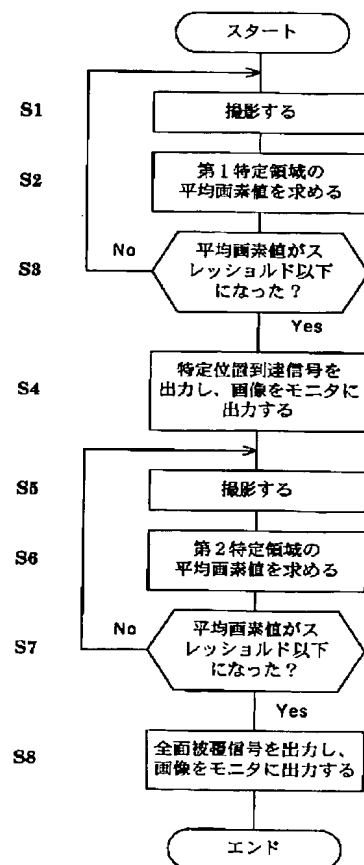 スタート
S1
撮影する
S2
第1特定領域の
平均画素値を求める
No
S3
平均画素値がス
レッショルド以下
になった?
Yes
S4
特定位置到達信号を
出力し、画像をモニタに
出力する
S5
撮影する
S6
第2特定領域の
平均画素値を求める
No
S7
平均画素値がス
レッショルド以下
になった?
Yes
S8
全面被覆信号を出力し、
画像をモニタに出力する
エンド